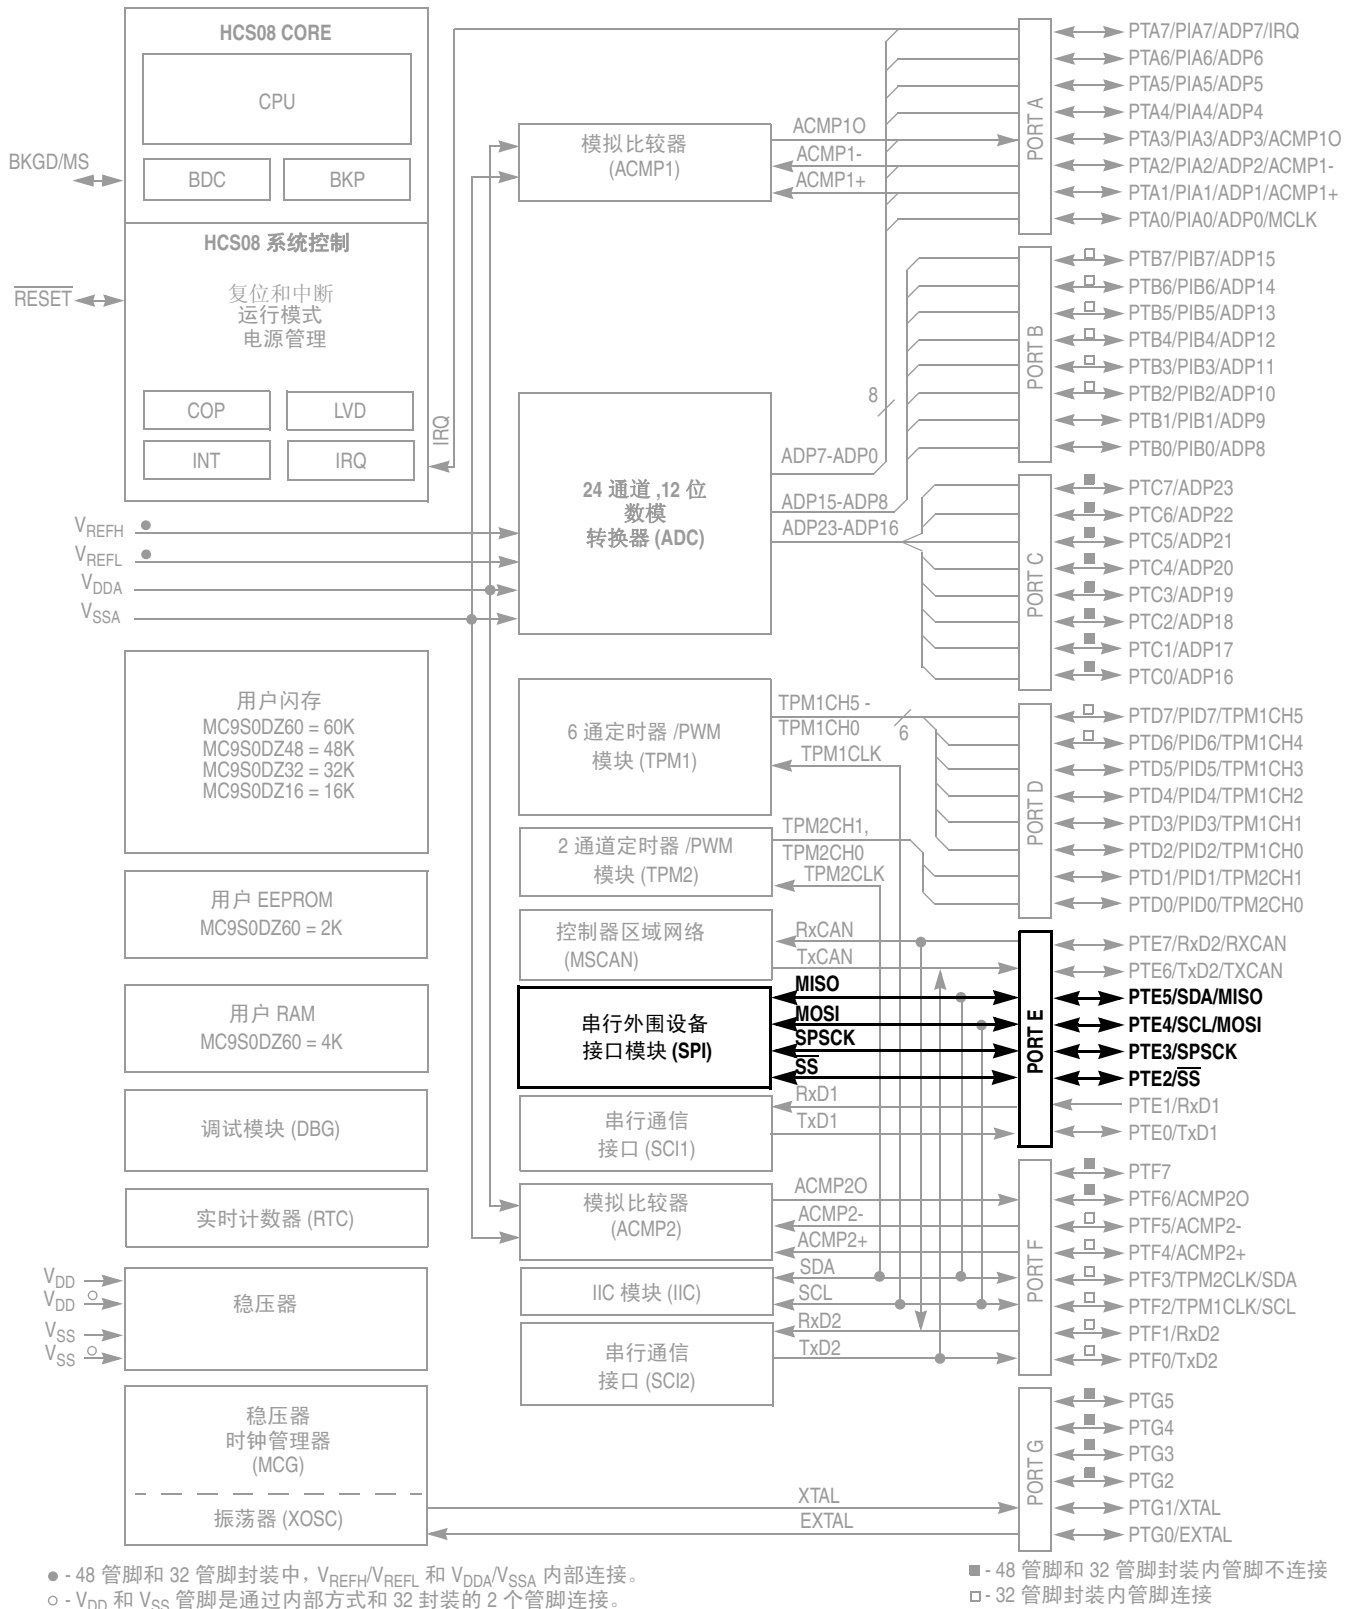 HCS08 CORE
CPU
BDC
BKP
BKGD/MS
HCS08 系统控制
RESET
复位和中断
运行模式
电源管理
COP
LVD
INT
IRQ
IRQ
VREFH
VREFL
VDDA
VSSA
用户闪存
MC9S0DZ60 = 60K
MC9S0DZ48 = 48K
MC9S0DZ32 = 32K
MC9S0DZ16 = 16K
用户 EEPROM
MC9S0DZ60 = 2K
用户 RAM
MC9S0DZ60 = 4K
调试模块 (DBG)
实时计数器 (RTC)
VDD
VDD
VSS
VSS
稳压器
稳压器
时钟管理器
(MCG)
振荡器 (XOSC)
模拟比较器
(ACMP1)
ACMP1O
ACMP1-
ACMP1+
24 通道 ,12 位
数模
转换器 (ADC)
8
ADP7-ADP0
ADP15-ADP8
ADP23-ADP16
6 通定时器 /PWM
模块 (TPM1)
TPM1CH5 -
TPM1CH0
6
TPM1CLK
2 通道定时器 /PWM
模块 (TPM2)
TPM2CH1,
TPM2CH0
TPM2CLK
控制器区域网络
(MSCAN)
RxCAN
TxCAN
串行外围设备
接口模块 (SPI)
MISO
MOSI
SPSCK
SS
串行通信
接口 (SCI1)
RxD1
TxD1
模拟比较器
(ACMP2)
ACMP2O
ACMP2-
ACMP2+
IIC 模块 (IIC)
SDA
SCL
串行通信
接口 (SCI2)
RxD2
TxD2
XTAL
EXTAL
PORT A
PTA7/PIA7/ADP7/IRQ
PTA6/PIA6/ADP6
PTA5/PIA5/ADP5
PTA4/PIA4/ADP4
PTA3/PIA3/ADP3/ACMP1O
PTA2/PIA2/ADP2/ACMP1-
PTA1/PIA1/ADP1/ACMP1+
PTA0/PIA0/ADP0/MCLK
PORT B
PTB7/PIB7/ADP15
PTB6/PIB6/ADP14
PTB5/PIB5/ADP13
PTB4/PIB4/ADP12
PTB3/PIB3/ADP11
PTB2/PIB2/ADP10
PTB1/PIB1/ADP9
PTB0/PIB0/ADP8
PORT C
PTC7/ADP23
PTC6/ADP22
PTC5/ADP21
PTC4/ADP20
PTC3/ADP19
PTC2/ADP18
PTC1/ADP17
PTC0/ADP16
PORT D
PTD7/PID7/TPM1CH5
PTD6/PID6/TPM1CH4
PTD5/PID5/TPM1CH3
PTD4/PID4/TPM1CH2
PTD3/PID3/TPM1CH1
PTD2/PID2/TPM1CH0
PTD1/PID1/TPM2CH1
PTD0/PID0/TPM2CH0
PORT E
PTE7/RxD2/RXCAN
PTE6/TxD2/TXCAN
PTE5/SDA/MISO
PTE4/SCL/MOSI
PTE3/SPSCK
PTE2/SS
PTE1/RxD1
PTE0/TxD1
PORT F
PTF7
PTF6/ACMP2O
PTF5/ACMP2-
PTF4/ACMP2+
PTF3/TPM2CLK/SDA
PTF2/TPM1CLK/SCL
PTF1/RxD2
PTF0/TxD2
PORT G
PTG5
PTG4
PTG3
PTG2
PTG1/XTAL
PTG0/EXTAL
● - 48 管脚和 32 管脚封装中，VREFH/VREFL 和 VDDA/VSSA 内部连接。
○ - VDD 和 VSS 管脚是通过内部方式和 32 封装的 2 个管脚连接。
■ - 48 管脚和 32 管脚封装内管脚不连接
□ - 32 管脚封装内管脚连接